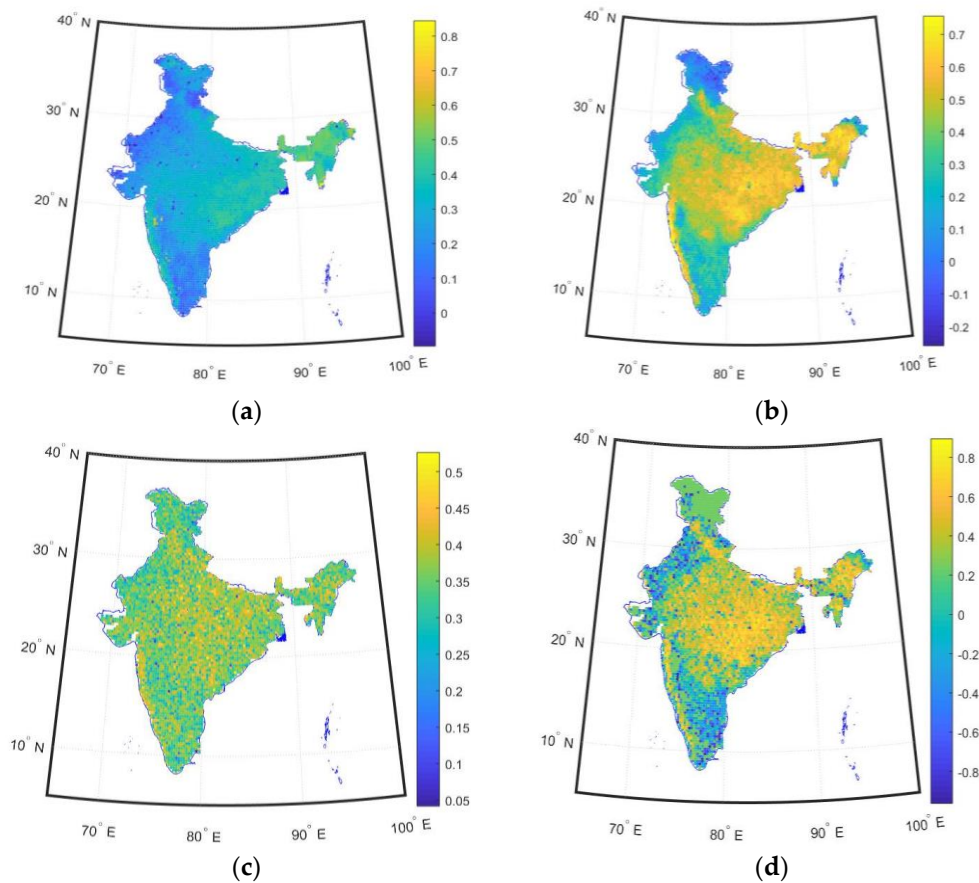 40° N
30° N
20° N
10° N
70° E
80° E
90° E
100° E
0.8
0.7
0.6
0.5
0.4
0.3
0.2
0.1
0
(a)
40° N
30° N
20° N
10° N
70° E
80° E
90° E
100° E
0.7
0.6
0.5
0.4
0.3
0.2
0.1
0
-0.1
-0.2
(b)
40° N
30° N
20° N
10° N
70° E
80° E
90° E
100° E
0.5
0.45
0.4
0.35
0.3
0.25
0.2
0.15
0.1
0.05
(c)
40° N
30° N
20° N
10° N
70° E
80° E
90° E
100° E
0.8
0.6
0.4
0.2
0
-0.2
-0.4
-0.6
-0.8
(d)